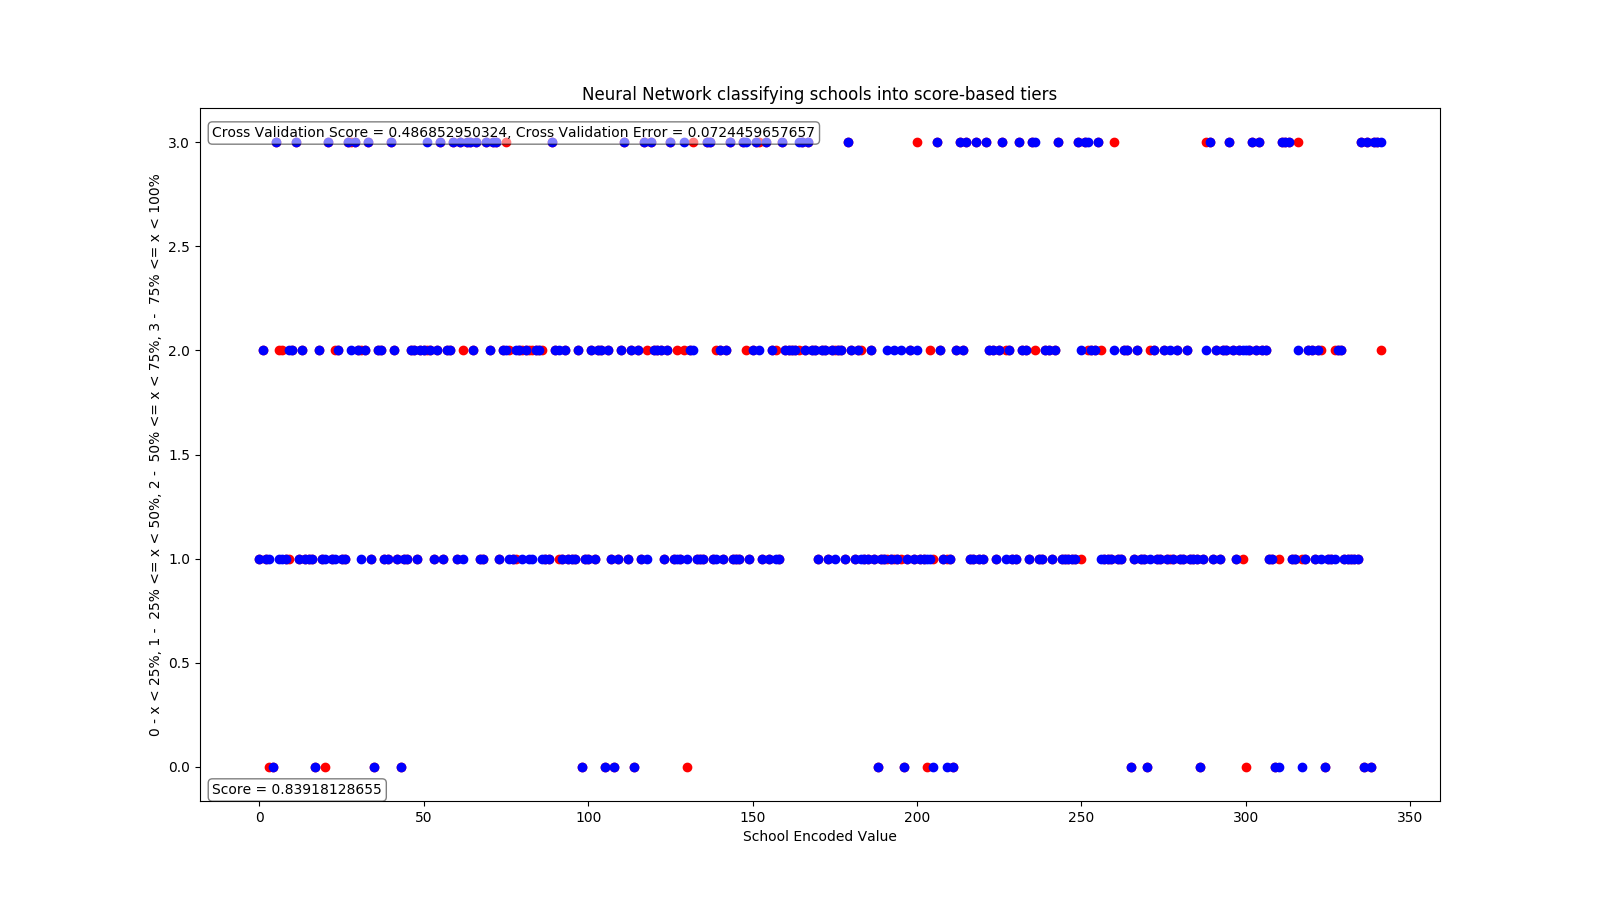 Neural Network classifying schools into score-based tiers
Cross Validation Score = 0.486852950324, Cross Validation Error = 0.0724459657657
3.0
2.5
2.0
1.5
1.0
0.5
0.0
0 - x < 25%, 1 -  25% <= x < 50%, 2 -  50% <= x < 75%, 3 -  75% <= x < 100%
Score = 0.83918128655
0 50 100 150 200 250 300 350
School Encoded Value